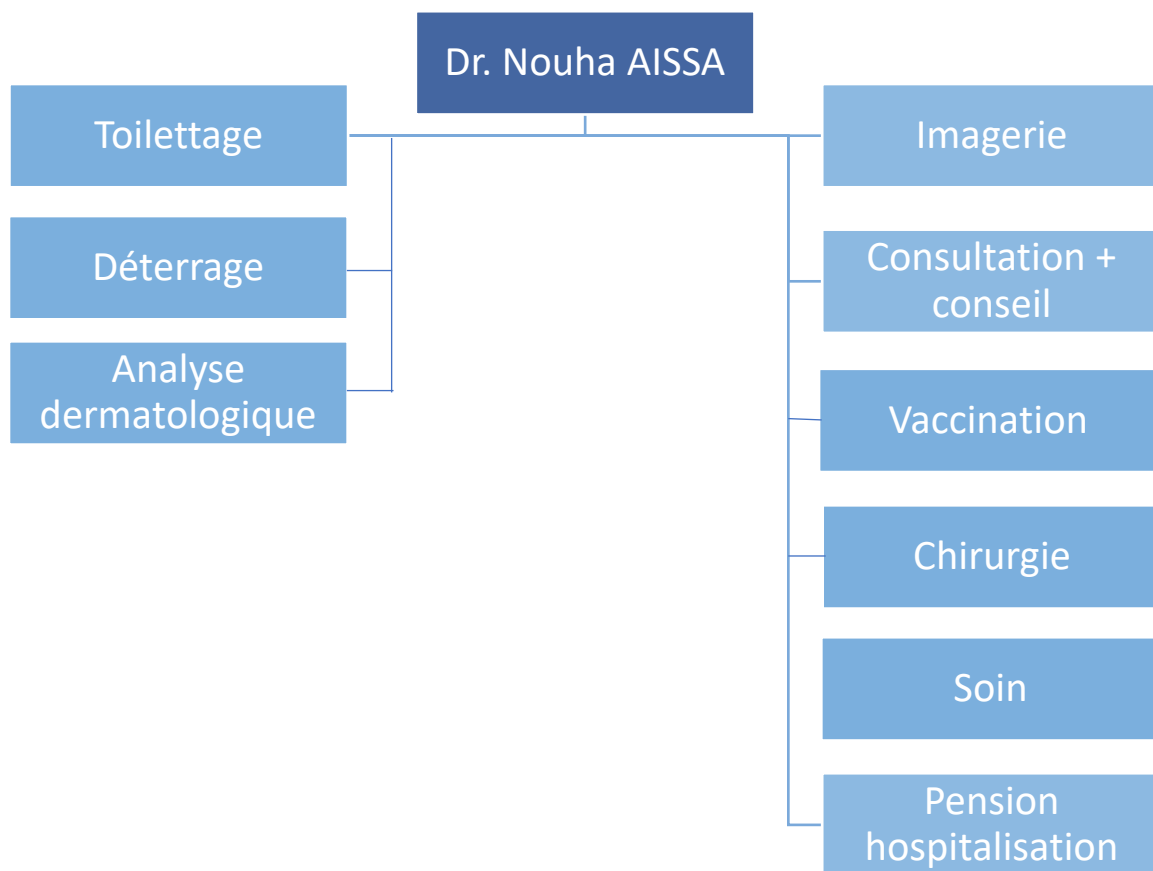 Dr. Nouha AISSA
Toilettage
Déterrage
Analyse
dermatologique
Imagerie
Consultation +
conseil
Vaccination
Chirurgie
Soin
Pension
hospitalisation